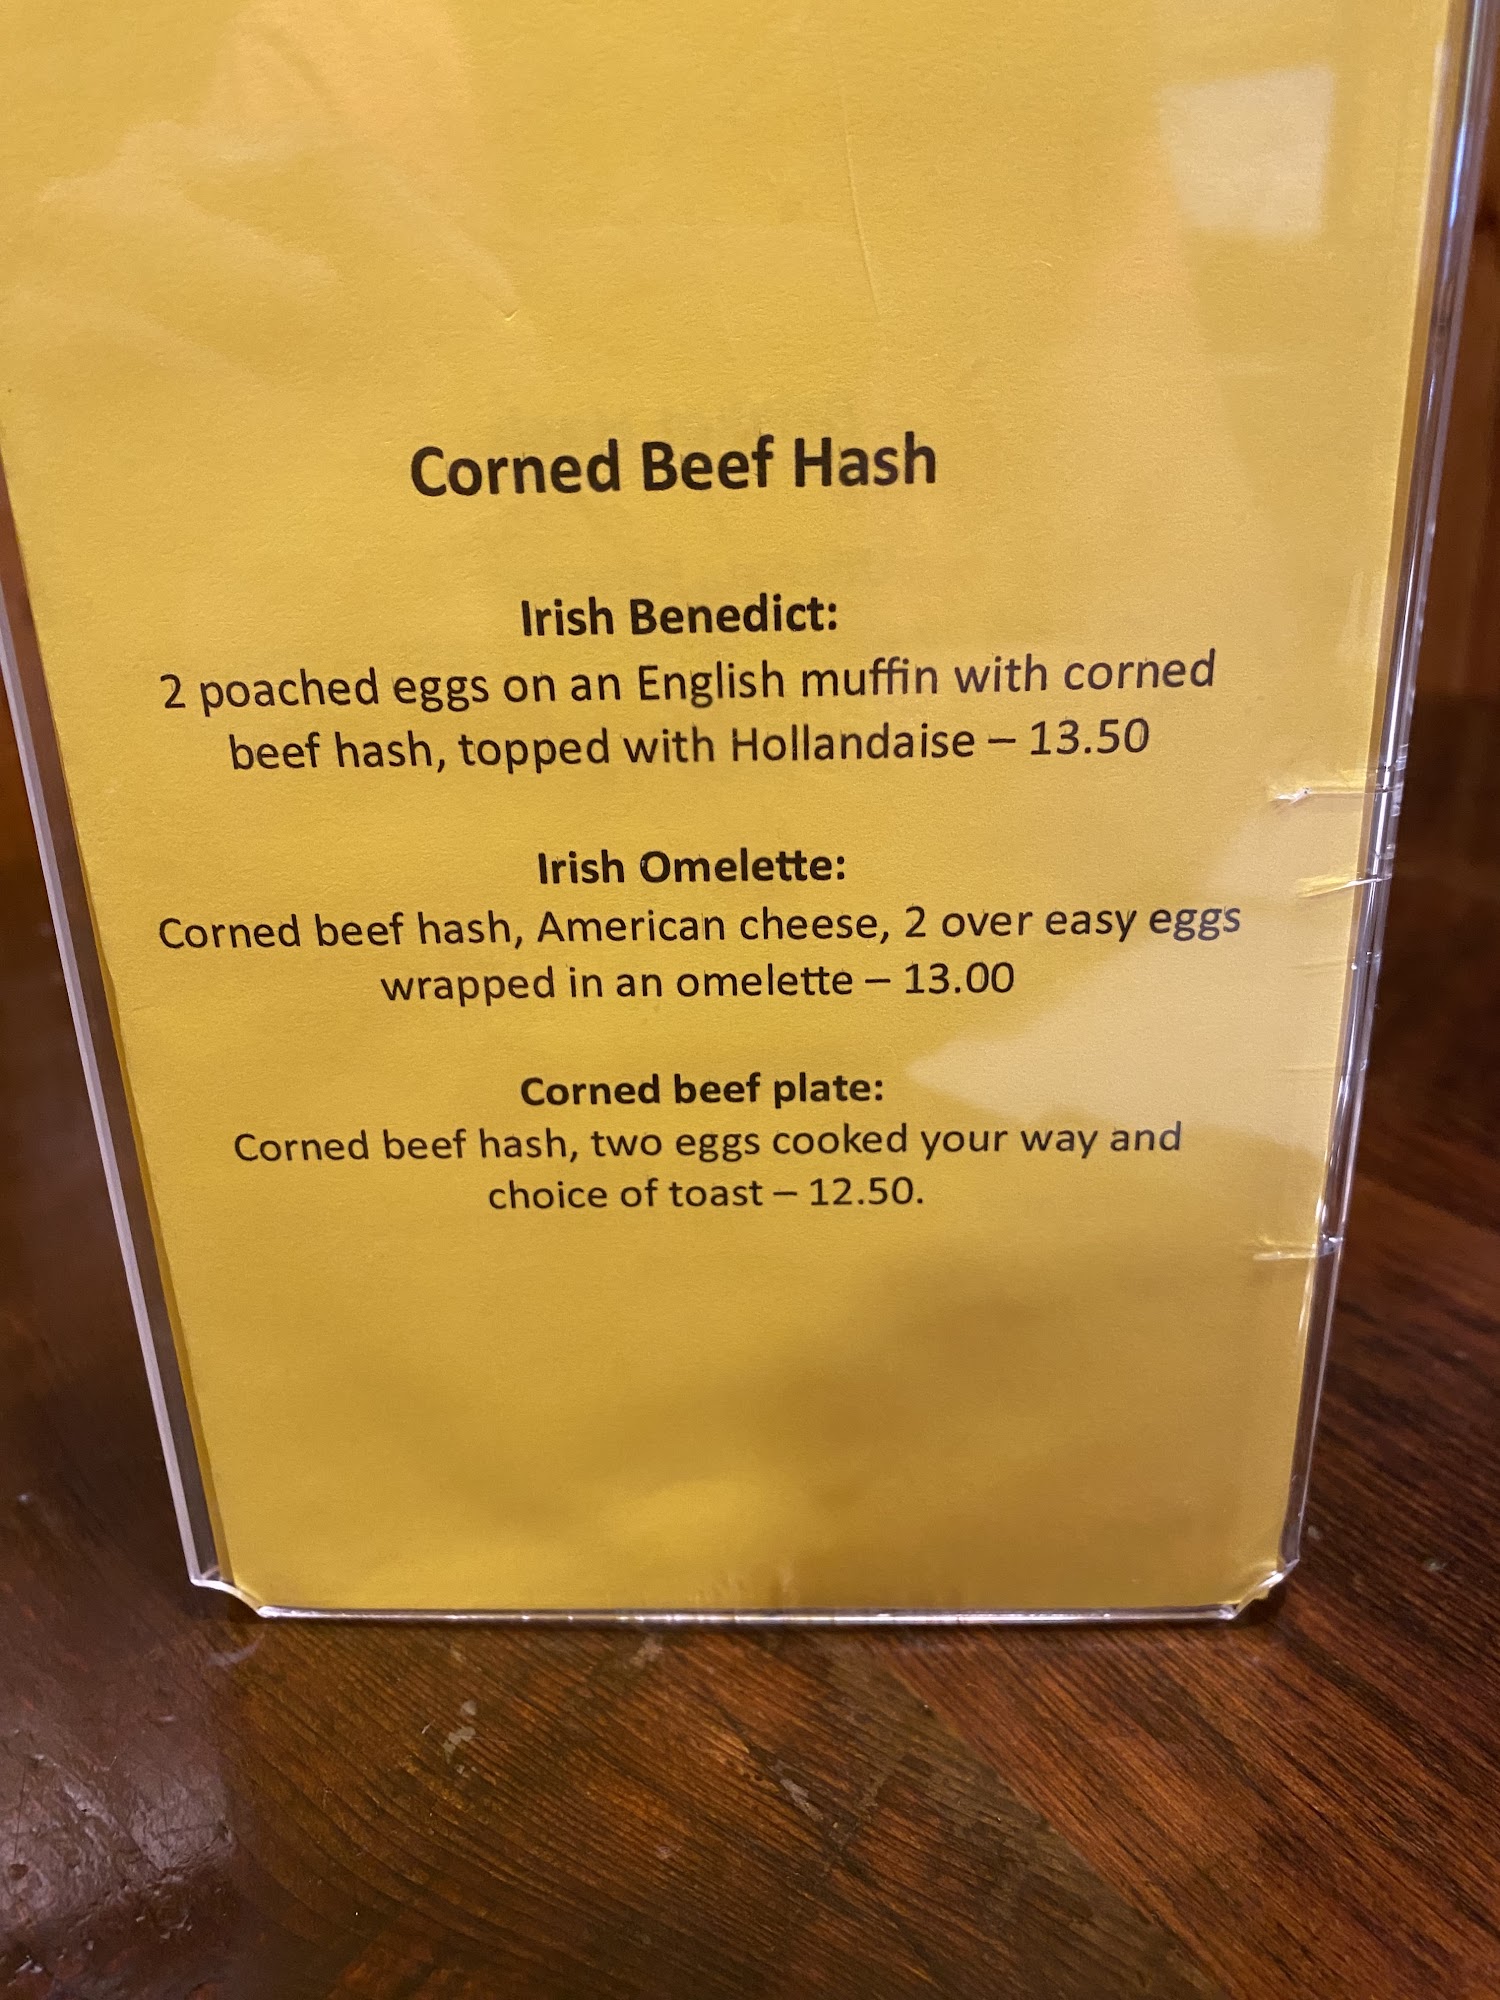 Corned Beef Hash
Irish Benedict:
2 poached eggs on an English muffin with corned
beef hash, topped with Hollandaise – 13.50
Irish Omelette:
Corned beef hash, American cheese, 2 over easy eggs
wrapped in an omelette – 13.00
Corned beef plate:
Corned beef hash, two eggs cooked your way and
choice of toast – 12.50.